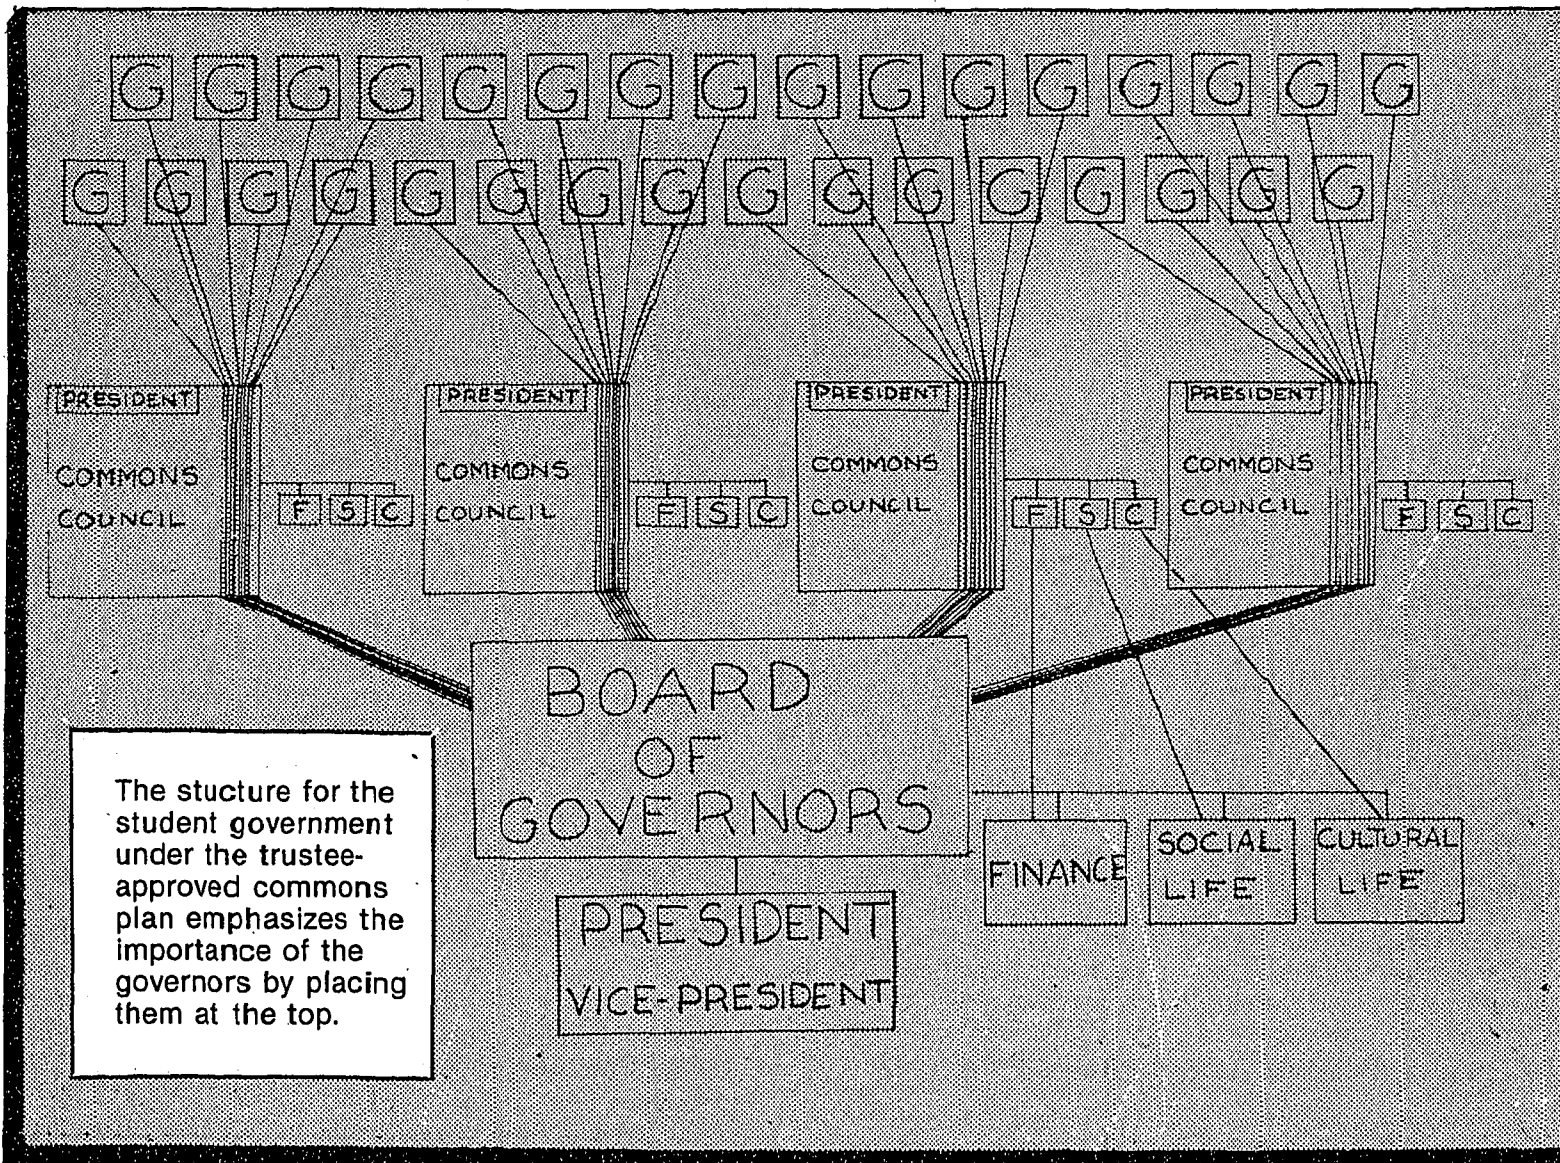 G G G G G G G G G G G G G G G G
G G G G G G G G G G G G G G G G
PRESIDENT
COMMONS
COUNCIL
F S C
PRESIDENT
COMMONS
COUNCIL
F S C
PRESIDENT
COMMONS
COUNCIL
F S C
PRESIDENT
COMMONS
COUNCIL
F S C
BOARD
OF
GOVERNORS
FINANCE
SOCIAL
LIFE
CULTURAL
LIFE
PRESIDENT
VICE-PRESIDENT
The stucture for the
student government
under the trustee-
approved commons
plan emphasizes the
importance of the
governors by placing
them at the top.